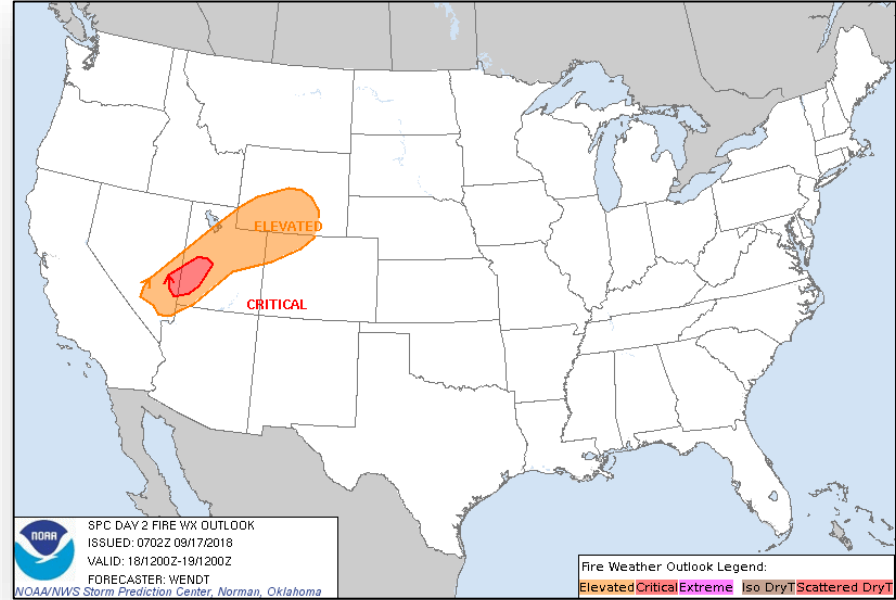 ELEVATED
CRITICAL
NOAA
SPC DAY 2 FIRE WX OUTLOOK
ISSUED: 0702Z 09/17/2018
VALID: 18/1200Z-19/1200Z
FORECASTER: WENDT
NOAA/NWS Storm Prediction Center, Norman, Oklahoma
Fire Weather Outlook Legend:
Elevated Critical Extreme Iso DryT Scattered DryT